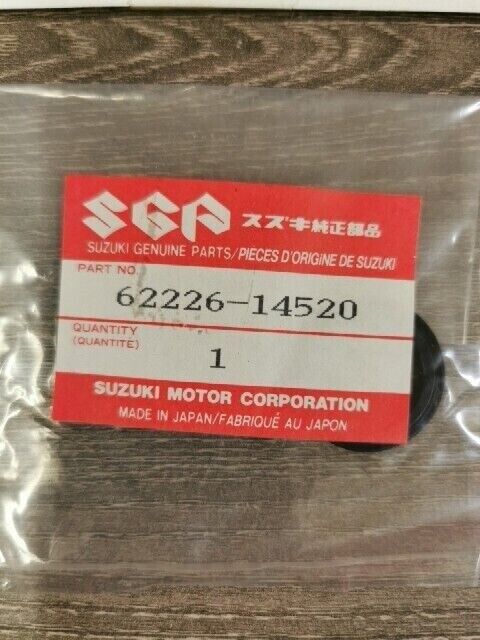 SGP スズキ純正部品
SUZUKI GENUINE PARTS/PIECES D'ORIGINE DE SUZUKI
PART NO.
62226-14520
QUANTITY
(QUANTITÉ)
1
SUZUKI MOTOR CORPORATION
MADE IN JAPAN/FABRIQUÉ AU JAPON